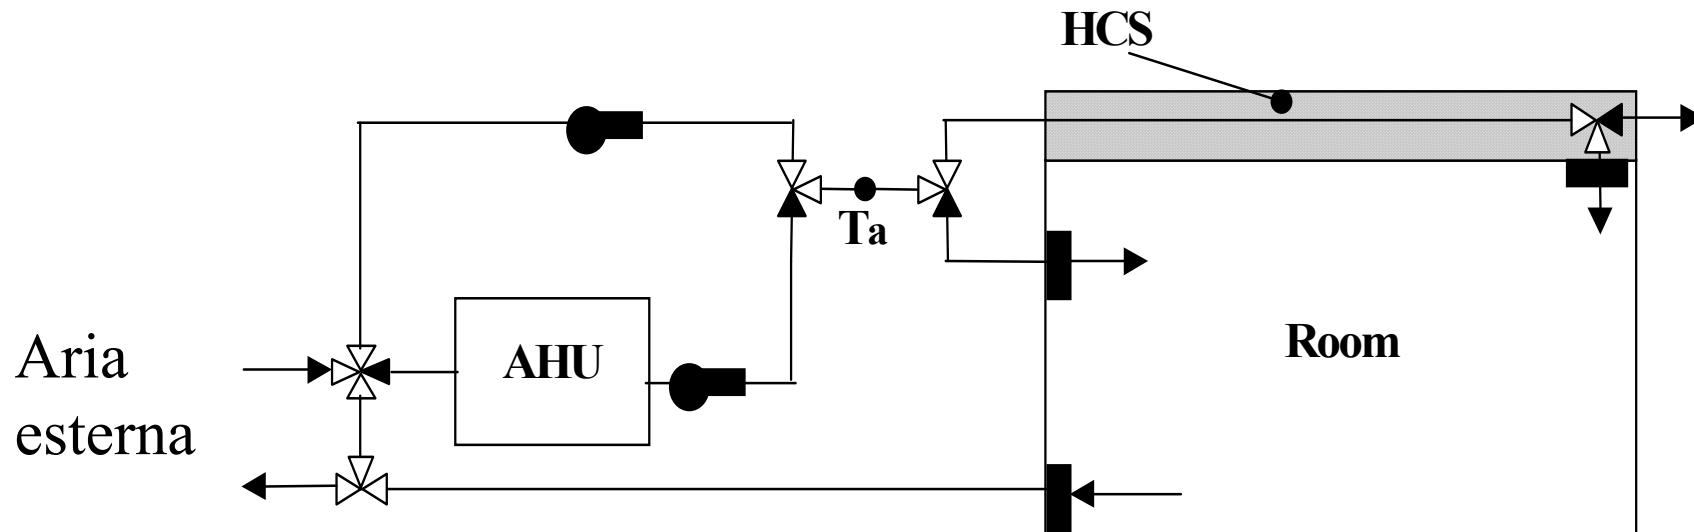 HCS
Ta
Room
AHU
Aria
esterna